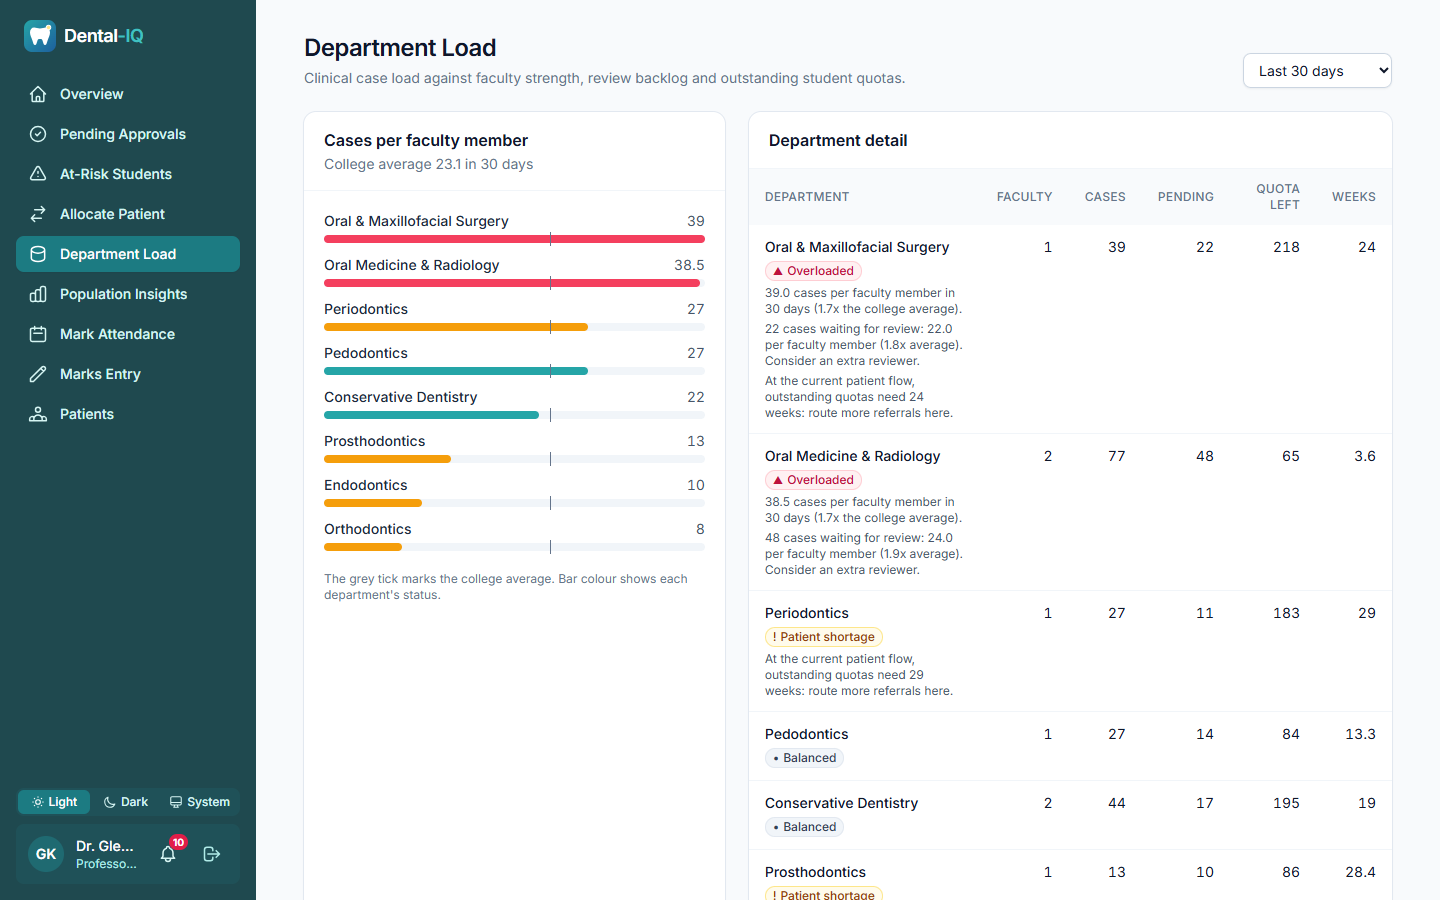 Dental-IQ
Overview
Pending Approvals
At-Risk Students
Allocate Patient
Department Load
Population Insights
Mark Attendance
Marks Entry
Patients
Light Dark System
GK
Dr. Gle...
Professo...
10
Department Load
Clinical case load against faculty strength, review backlog and outstanding student quotas.
Last 30 days
Cases per faculty member
College average 23.1 in 30 days
Oral & Maxillofacial Surgery 39
Oral Medicine & Radiology 38.5
Periodontics 27
Pedodontics 27
Conservative Dentistry 22
Prosthodontics 13
Endodontics 10
Orthodontics 8
The grey tick marks the college average. Bar colour shows each
department's status.
Department detail
DEPARTMENT FACULTY CASES PENDING QUOTA LEFT WEEKS
Oral & Maxillofacial Surgery 1 39 22 218 24
▲ Overloaded
39.0 cases per faculty member in
30 days (1.7x the college average).
22 cases waiting for review: 22.0
per faculty member (1.8x average).
Consider an extra reviewer.
At the current patient flow,
outstanding quotas need 24
weeks: route more referrals here.
Oral Medicine & Radiology 2 77 48 65 3.6
▲ Overloaded
38.5 cases per faculty member in
30 days (1.7x the college average).
48 cases waiting for review: 24.0
per faculty member (1.9x average).
Consider an extra reviewer.
Periodontics 1 27 11 183 29
! Patient shortage
At the current patient flow,
outstanding quotas need 29
weeks: route more referrals here.
Pedodontics 1 27 14 84 13.3
• Balanced
Conservative Dentistry 2 44 17 195 19
• Balanced
Prosthodontics 1 13 10 86 28.4
! Patient shortage